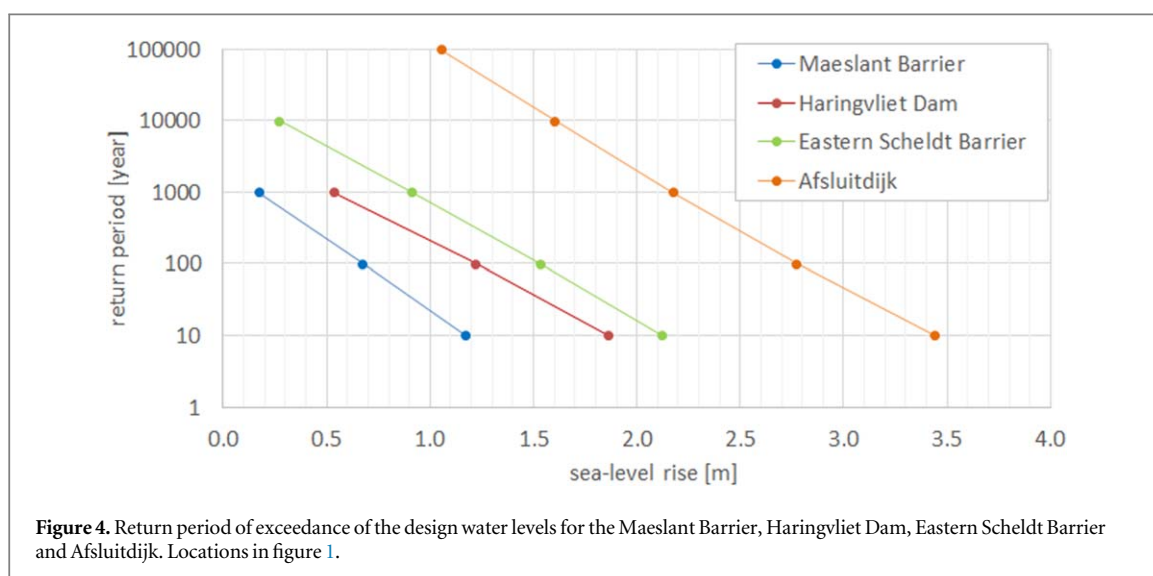 100000
10000
1000
100
10
1
return period [year]
0.0 0.5 1.0 1.5 2.0 2.5 3.0 3.5 4.0
sea-level rise [m]
Maeslant Barrier
Haringvliet Dam
Eastern Scheldt Barrier
Afsluitdijk
Figure 4. Return period of exceedance of the design water levels for the Maeslant Barrier, Haringvliet Dam, Eastern Scheldt Barrier
and Afsluitdijk. Locations in figure 1.